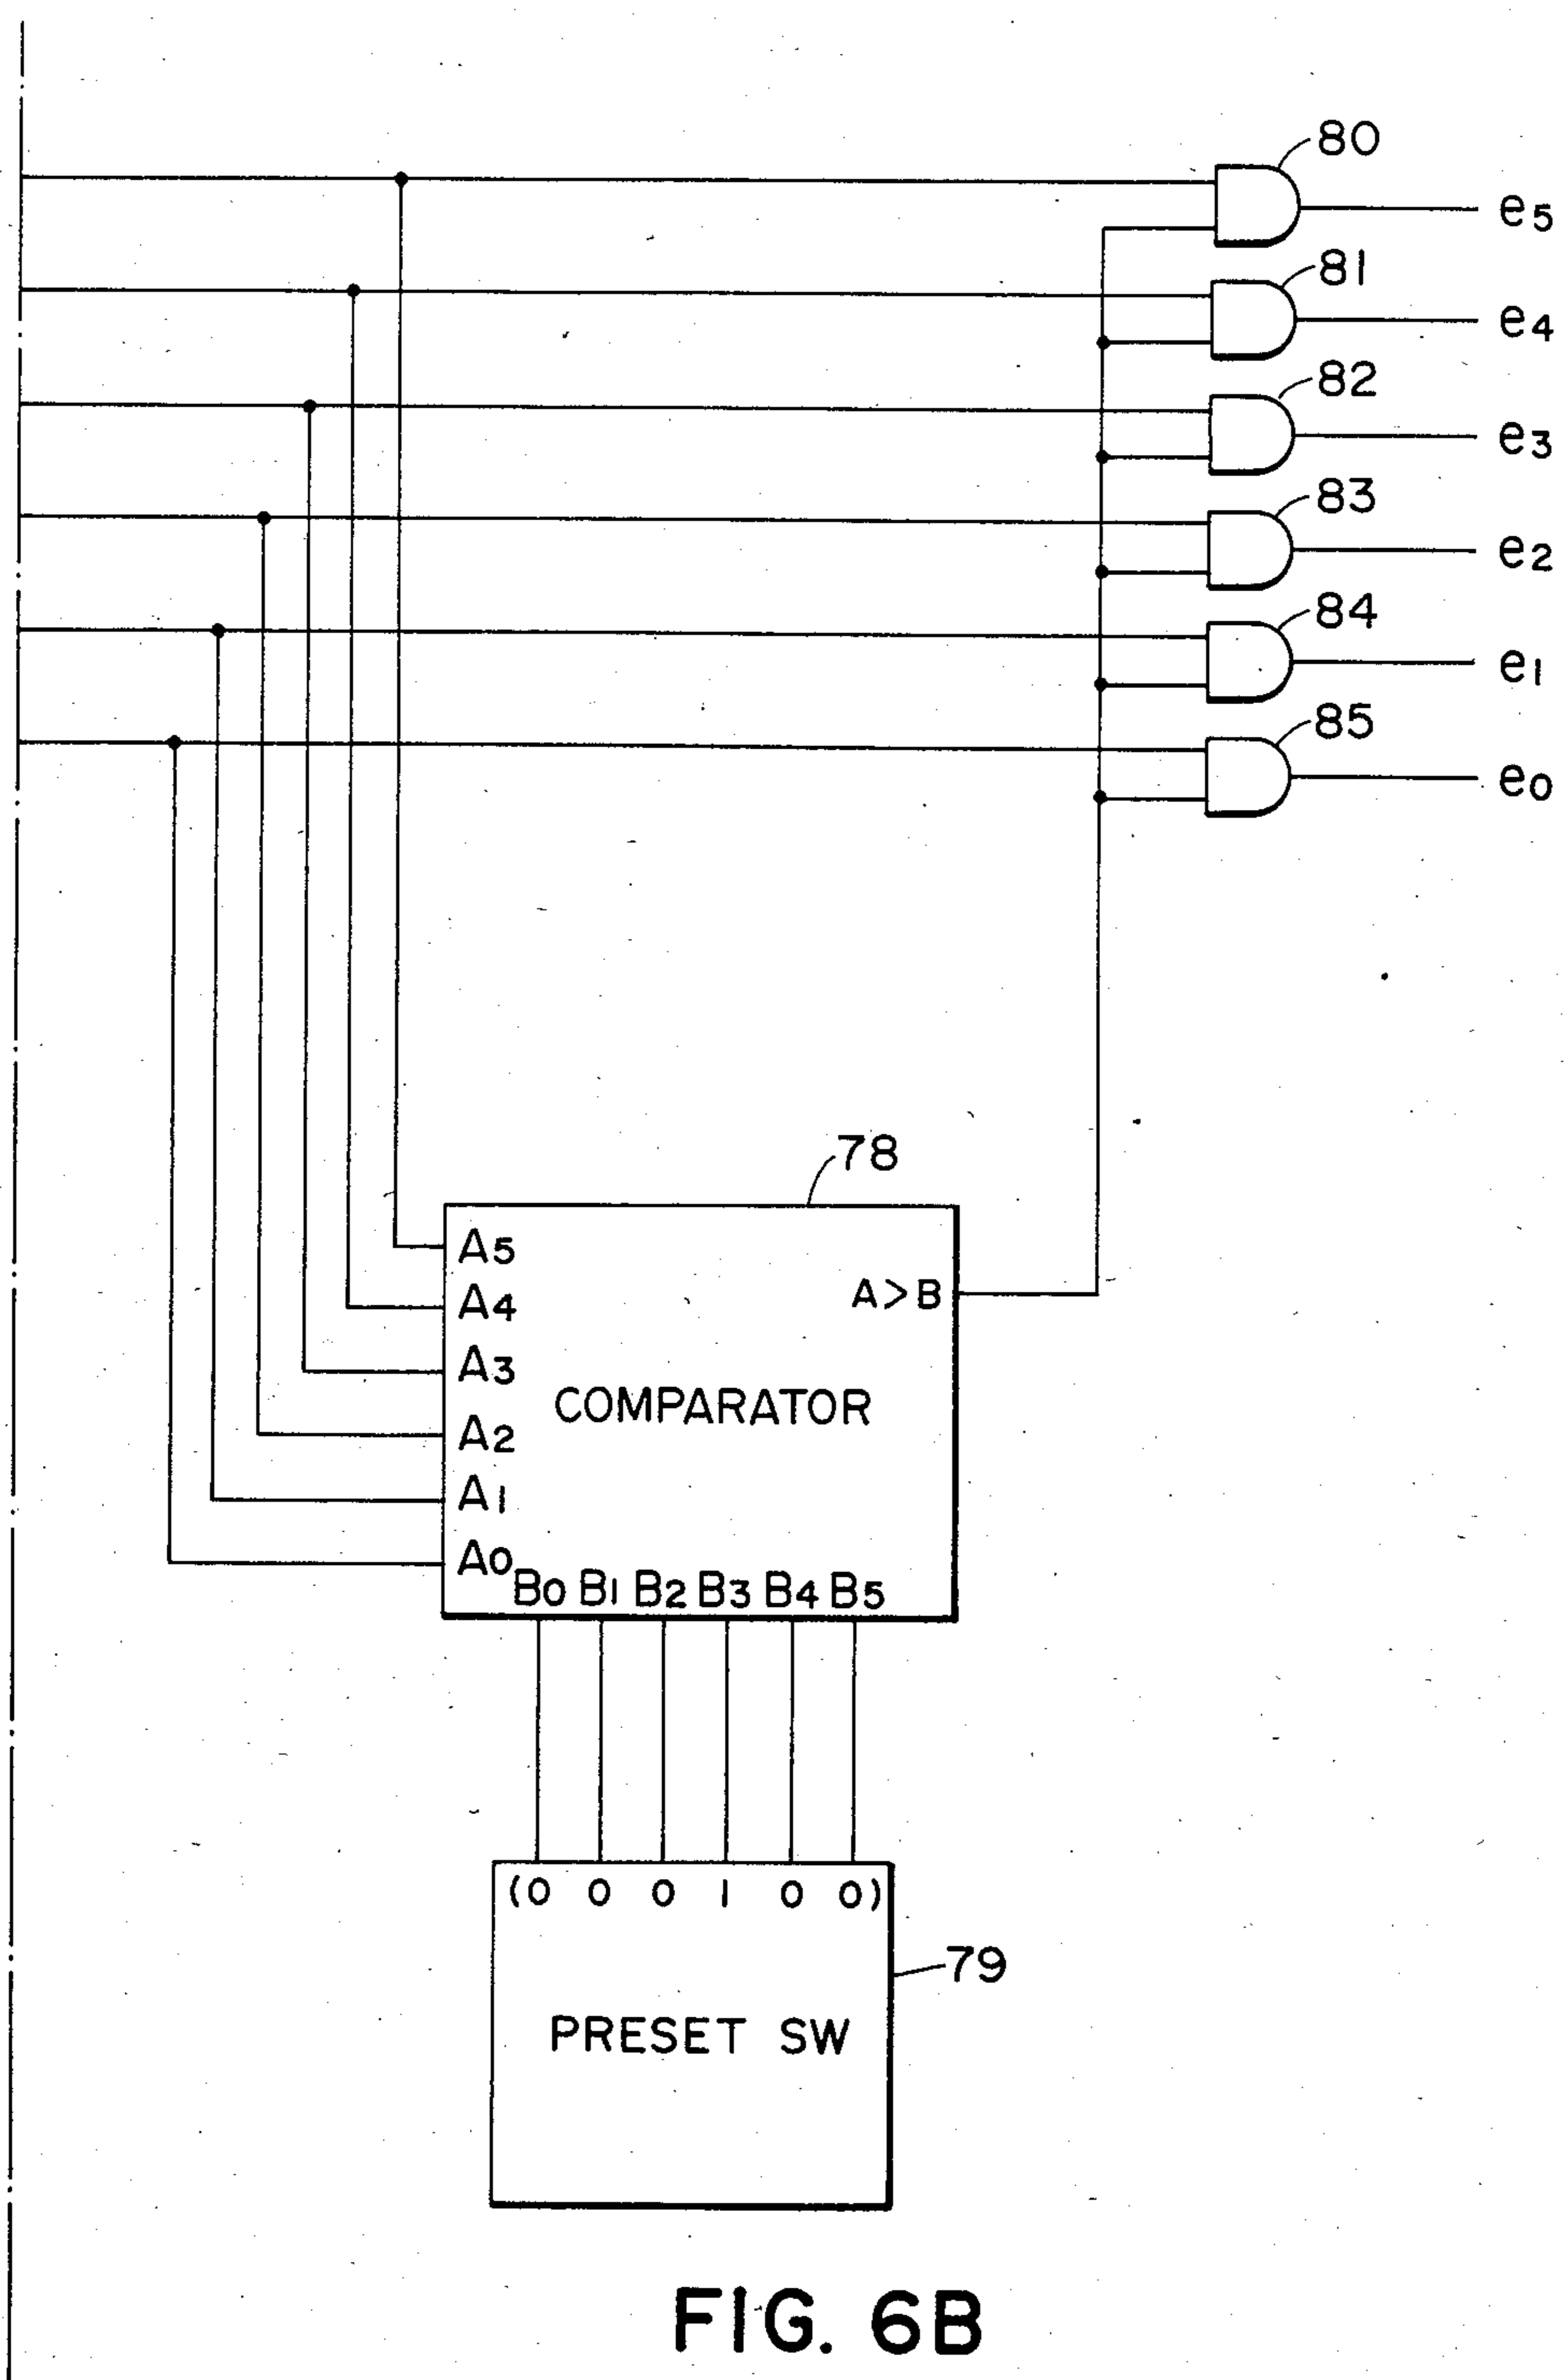 80
e5
81
e4
82
e3
83
e2
84
e1
85
e0
78
A5
A>B
A4
A3
COMPARATOR
A2
A1
A0
B0 B1 B2 B3 B4 B5
(0 0 0 1 0 0)
79
PRESET SW
FIG. 6B